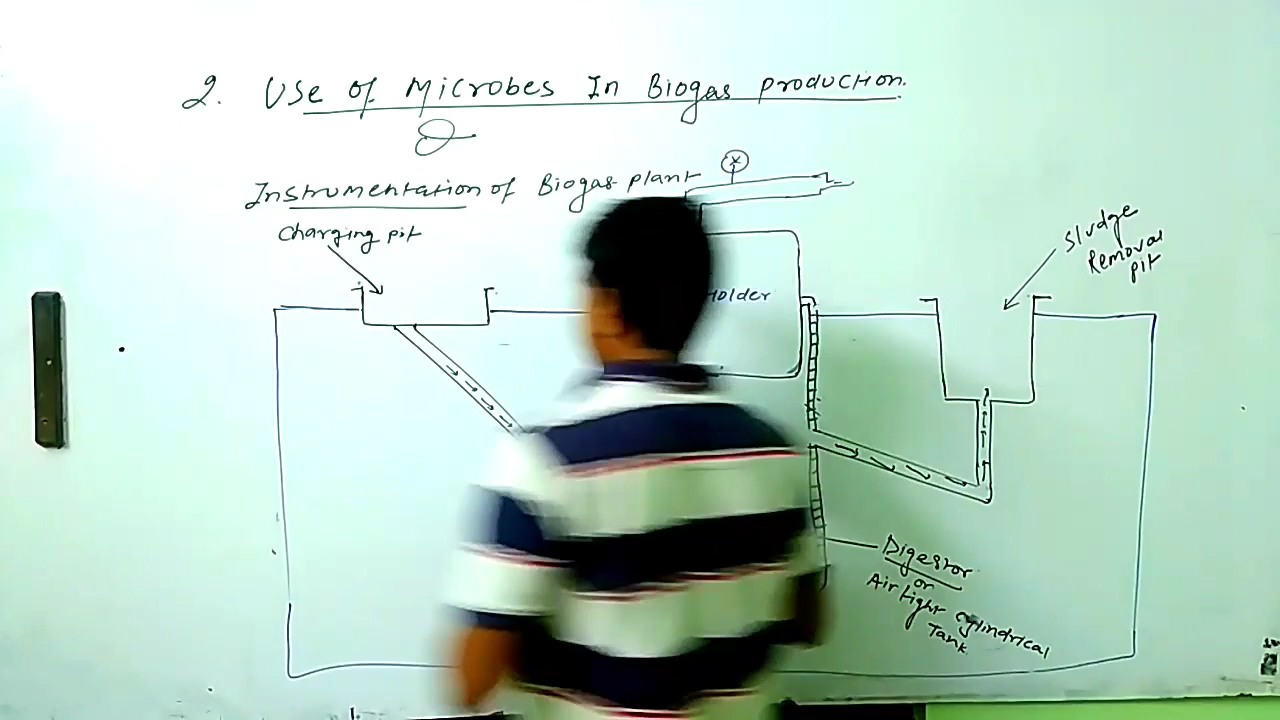 2. Use of Microbes In Biogas production.
Instrumentation of Biogas plant
Charging pit
Holder
Sludge
Removal
pit
Digestor
or
Air tight cylindrical
Tank